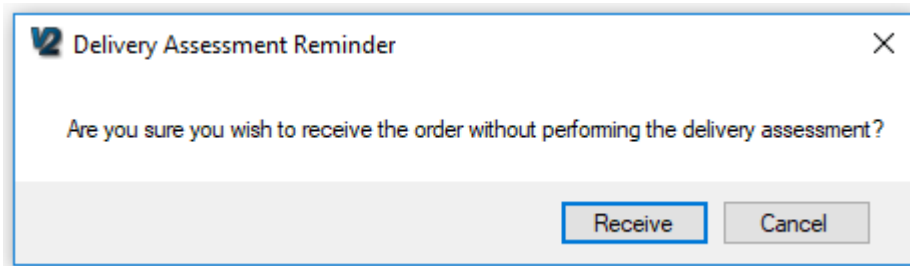 V2 Delivery Assessment Reminder
Are you sure you wish to receive the order without performing the delivery assessment?
Receive Cancel